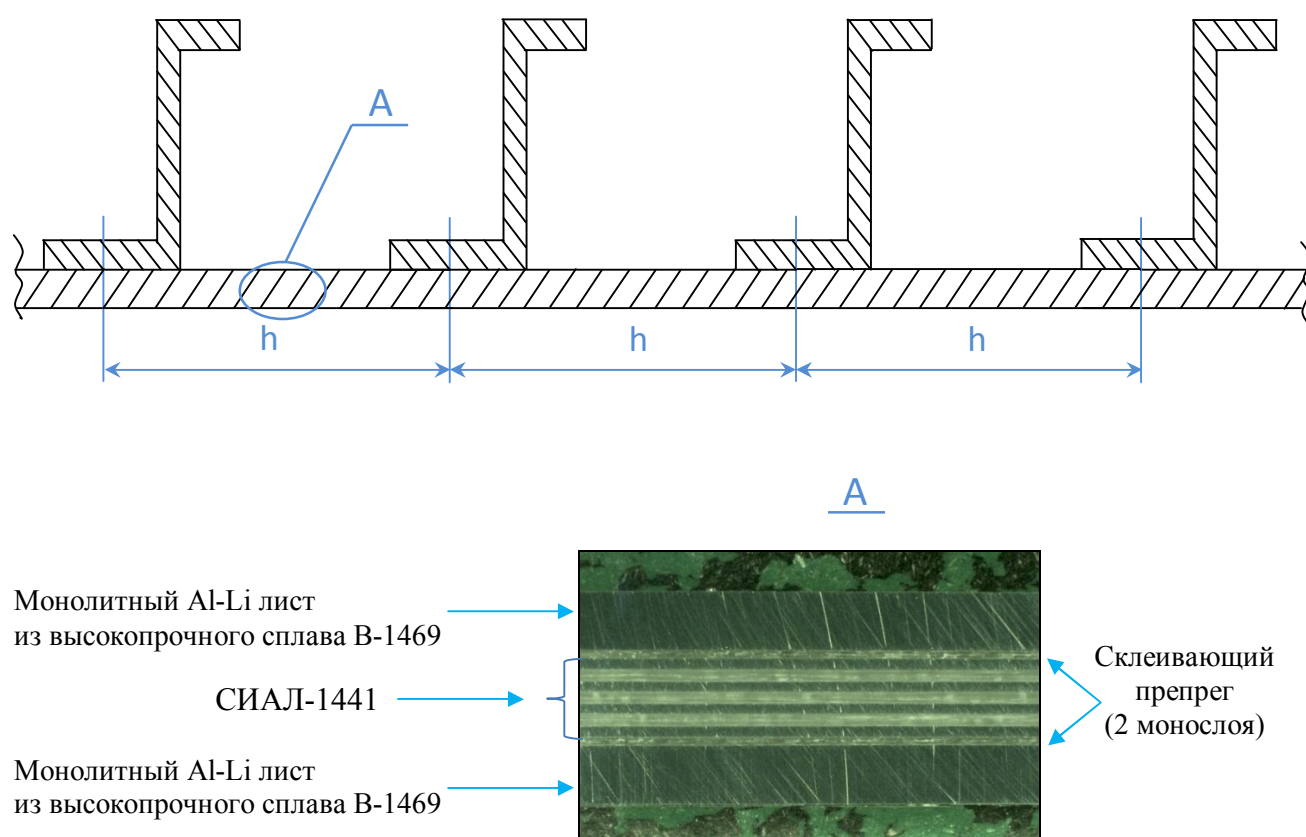 A
h
h
h
A
Монолитный Al-Li лист
из высокопрочного сплава В-1469
СИАЛ-1441
Монолитный Al-Li лист
из высокопрочного сплава В-1469
Склеивающий
препрег
(2 монослоя)